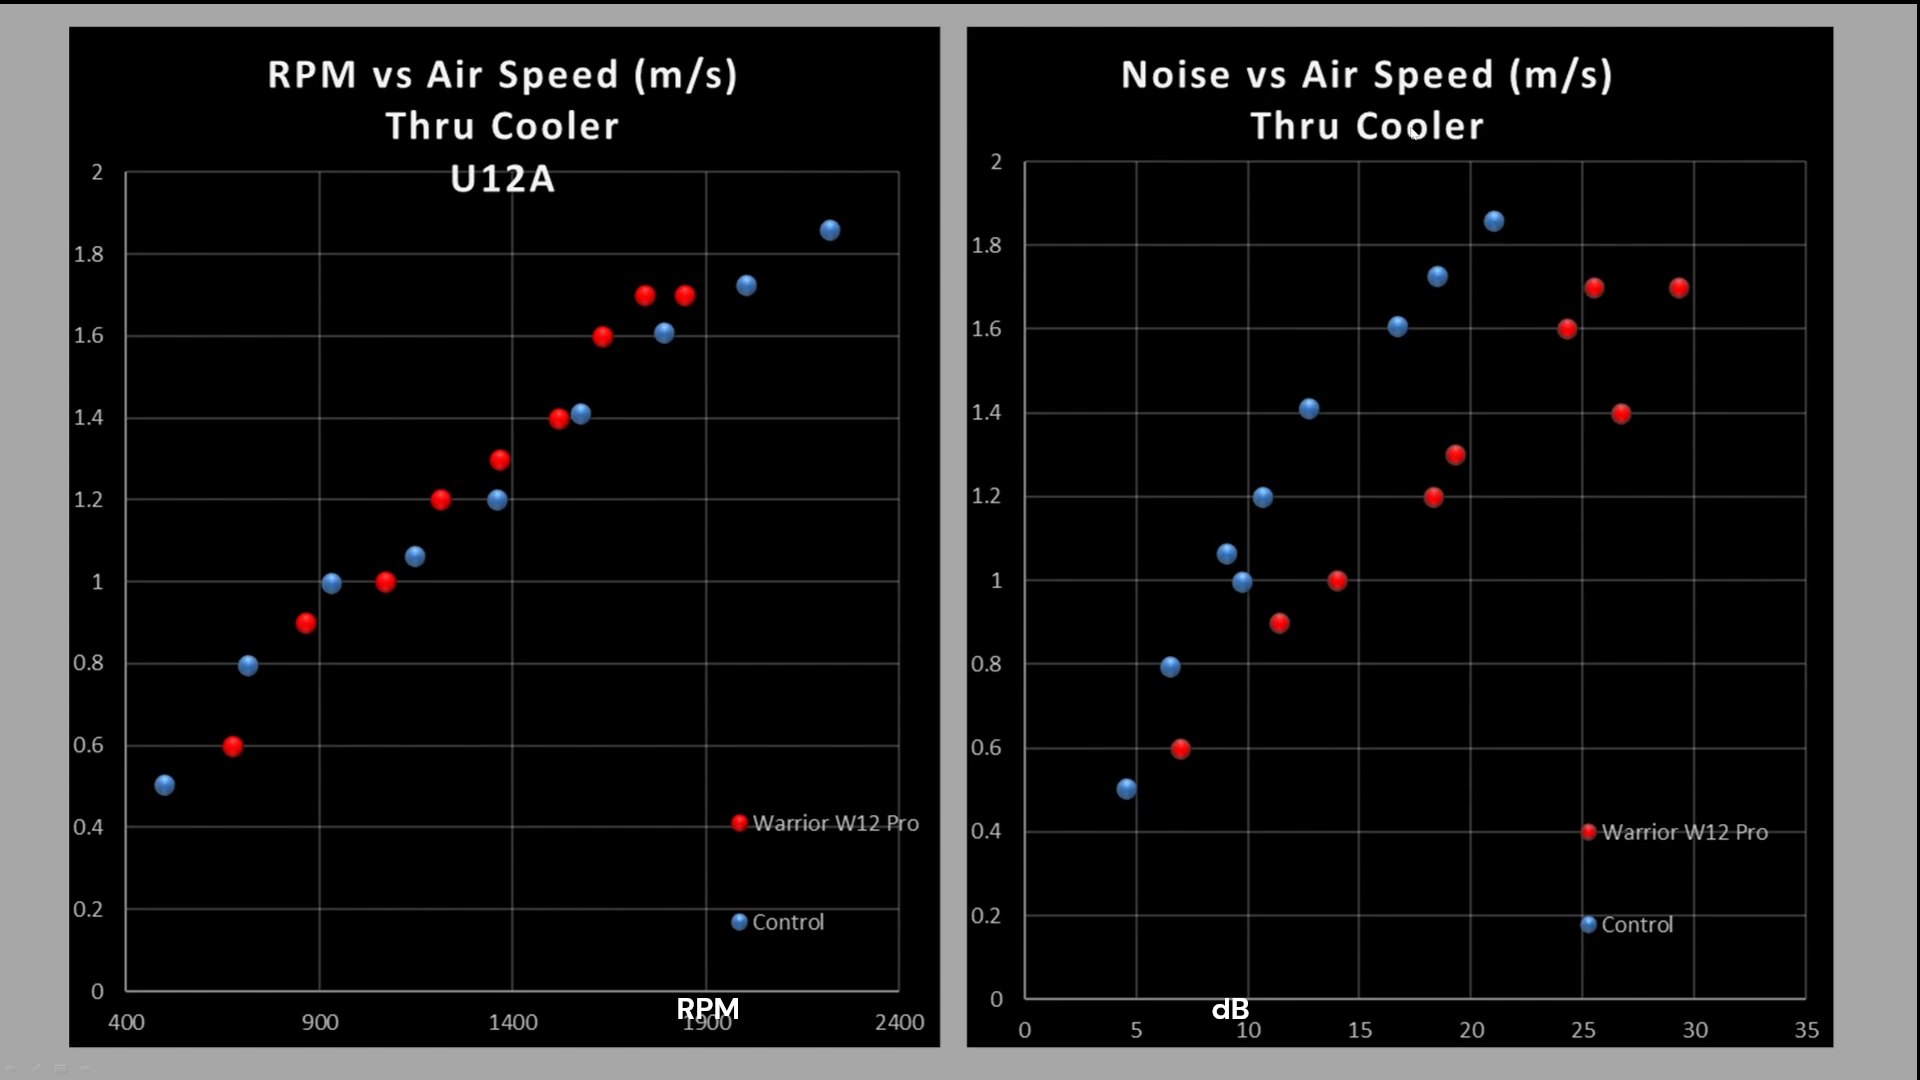 RPM vs Air Speed (m/s)
Thru Cooler
U12A
2
1.8
1.6
1.4
1.2
1
0.8
0.6
0.4
0.2
0
Warrior W12 Pro
Control
RPM
400 900 1400 1900 2400
Noise vs Air Speed (m/s)
Thru Cooler
2
1.8
1.6
1.4
1.2
1
0.8
0.6
0.4
0.2
0
Warrior W12 Pro
Control
dB
0 5 10 15 20 25 30 35